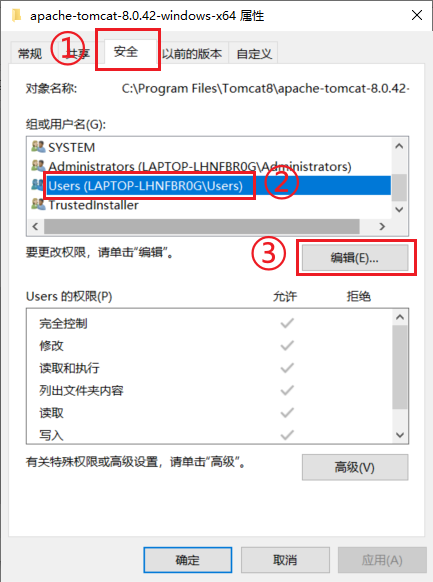 apache-tomcat-8.0.42-windows-x64 属性
常规 ① 共享 安全 以前的版本 自定义
对象名称: C:\Program Files\Tomcat8\apache-tomcat-8.0.42-
组或用户名(G):
SYSTEM
Administrators (LAPTOP-LHNFBR0G\Administrators)
Users (LAPTOP-LHNFBR0G\Users) ②
TrustedInstaller
要更改权限，请单击"编辑"。 ③ 编辑(E)...
Users 的权限(P) 允许 拒绝
完全控制
修改
读取和执行
列出文件夹内容
读取
写入
有关特殊权限或高级设置，请单击"高级"。 高级(V)
确定 取消 应用(A)